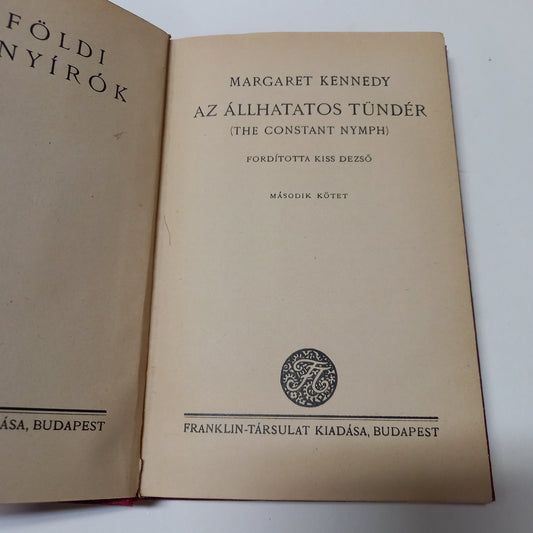 FÖLDI
NYÍRÓK
ÁSA, BUDAPEST
MARGARET KENNEDY
AZ ÁLLHATATOS TÜNDÉR
(THE CONSTANT NYMPH)
FORDÍTOTTA KISS DEZSŐ
MÁSODIK KÖTET
FRANKLIN-TÁRSULAT KIADÁSA, BUDAPEST